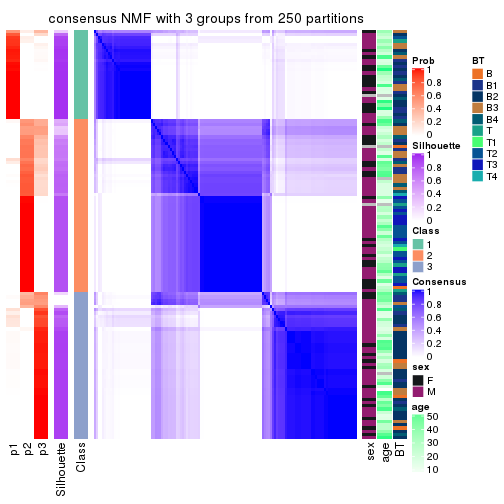 consensus NMF with 3 groups from 250 partitions
Prob
1
0.8
0.6
0.4
0.2
0
Silhouette
1
0.8
0.6
0.4
0.2
0
Class
1
2
3
Consensus
1
0.8
0.6
0.4
0.2
0
sex
F
M
age
50
40
30
20
10
BT
B
B1
B2
B3
B4
T
T1
T2
T3
T4
p1
p2
p3
Silhouette
Class
sex
age
BT